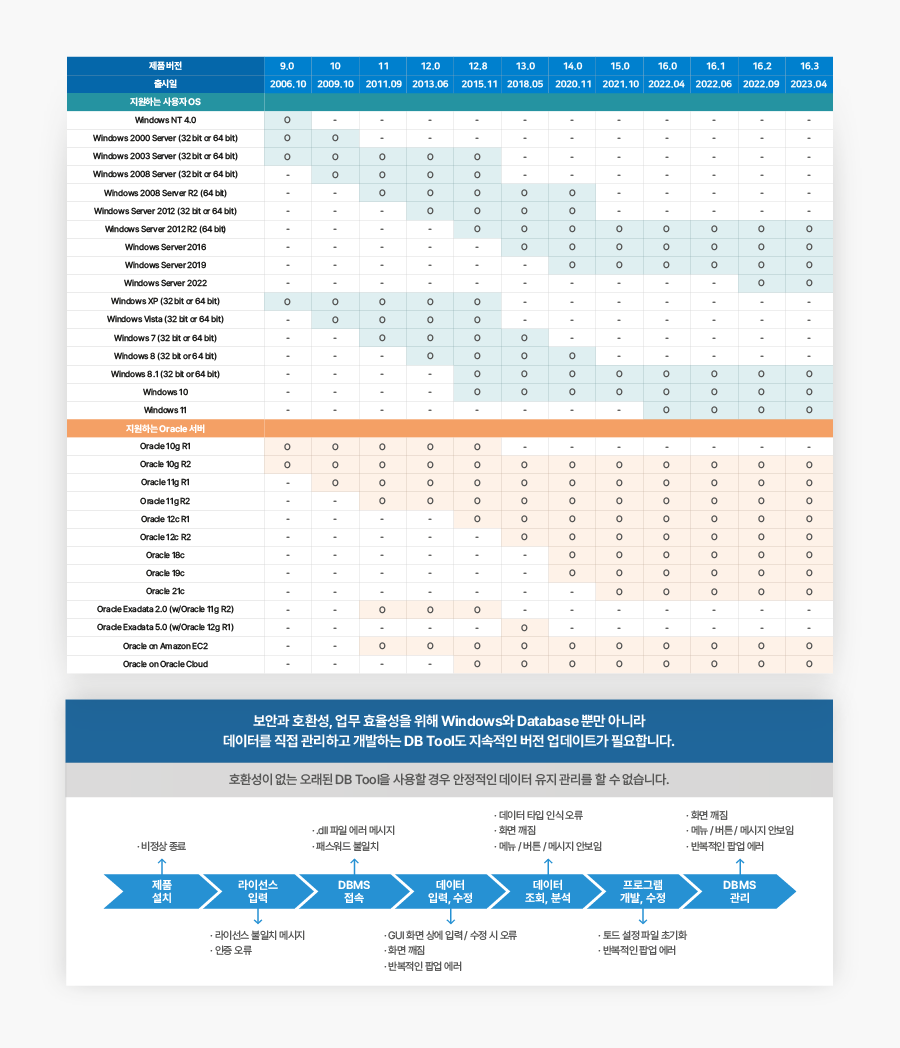 제품 버전 9.0 10 11 12.0 12.8 13.0 14.0 15.0 16.0 16.1 16.2 16.3
출시일 2006.10 2009.10 2011.09 2013.06 2015.11 2018.05 2020.11 2021.10 2022.04 2022.06 2022.09 2023.04
지원하는 사용자 OS
Windows NT 4.0 O - - - - - - - - - - -
Windows 2000 Server (32 bit or 64 bit) O O - - - - - - - - - -
Windows 2003 Server (32 bit or 64 bit) O O O O O - - - - - - -
Windows 2008 Server (32 bit or 64 bit) - O O O O - - - - - - -
Windows 2008 Server R2 (64 bit) - - O O O O O - - - - -
Windows Server 2012 (32 bit or 64 bit) - - - O O O O - - - - -
Windows Server 2012 R2 (64 bit) - - - - O O O O O O O O
Windows Server 2016 - - - - - O O O O O O O
Windows Server 2019 - - - - - - O O O O O O
Windows Server 2022 - - - - - - - - - - O O
Windows XP (32 bit or 64 bit) O O O O O - - - - - - -
Windows Vista (32 bit or 64 bit) - O O O O - - - - - - -
Windows 7 (32 bit or 64 bit) - - O O O O - - - - - -
Windows 8 (32 bit or 64 bit) - - - O O O O - - - - -
Windows 8.1 (32 bit or 64 bit) - - - - O O O O O O O O
Windows 10 - - - - O O O O O O O O
Windows 11 - - - - - - - - O O O O
지원하는 Oracle 서버
Oracle 10g R1 O O O O O - - - - - - -
Oracle 10g R2 O O O O O O O O O O O O
Oracle 11g R1 - O O O O O O O O O O O
Oracle 11g R2 - - O O O O O O O O O O
Oracle 12c R1 - - - - O O O O O O O O
Oracle 12c R2 - - - - - O O O O O O O
Oracle 18c - - - - - - O O O O O O
Oracle 19c - - - - - - O O O O O O
Oracle 21c - - - - - - - O O O O O
Oracle Exadata 2.0 (w/Oracle 11g R2) - - O O O - - - - - - -
Oracle Exadata 5.0 (w/Oracle 12g R1) - - - - - O - - - - - -
Oracle on Amazon EC2 - - O O O O O O O O O O
Oracle on Oracle Cloud - - - - O O O O O O O O
보안과 호환성, 업무 효율성을 위해 Windows와 Database 뿐만 아니라
데이터를 직접 관리하고 개발하는 DB Tool도 지속적인 버전 업데이트가 필요합니다.
호환성이 없는 오래된 DB Tool을 사용할 경우 안정적인 데이터 유지 관리를 할 수 없습니다.
· 비정상 종료
· .dll 파일 에러 메시지
· 패스워드 불일치
· 데이터 타입 인식 오류
· 화면 깨짐
· 메뉴 / 버튼 / 메시지 안보임
· 화면 깨짐
· 메뉴 / 버튼 / 메시지 안보임
· 반복적인 팝업 에러
제품
설치
라이선스
입력
DBMS
접속
데이터
입력, 수정
데이터
조회, 분석
프로그램
개발, 수정
DBMS
관리
· 라이선스 불일치 메시지
· 인증 오류
· GUI 화면 상에 입력 / 수정 시 오류
· 화면 깨짐
· 반복적인 팝업 에러
· 토드 설정 파일 초기화
· 반복적인 팝업 에러